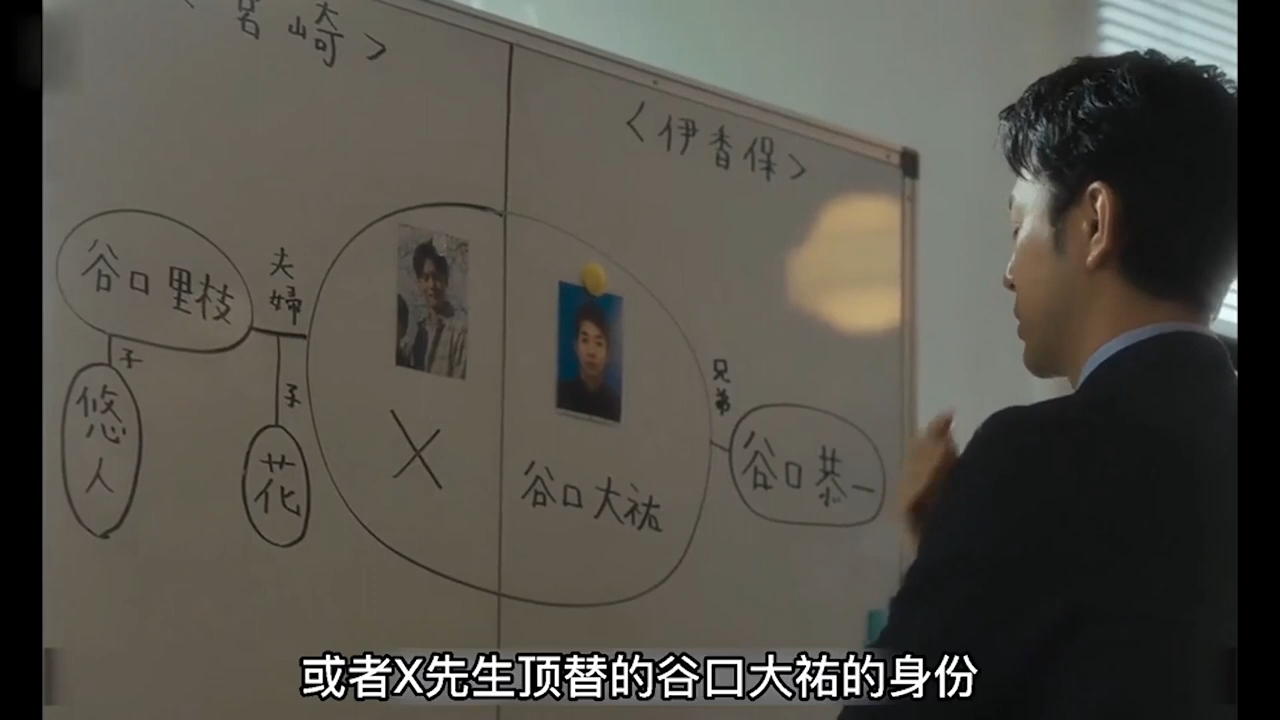 <宮崎>
<伊香保>
谷口里枝
夫婦
子
悠人
子
花
X
谷口大祐
兄弟
谷口恭一
或者X先生顶替的谷口大祐的身份